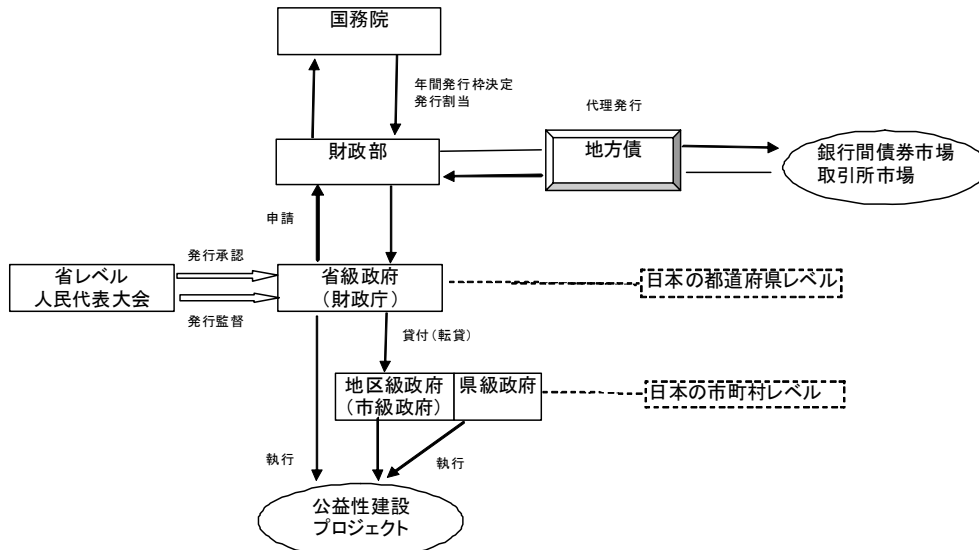 国務院
年間発行枠決定
発行割当
代理発行
財政部
地方債
銀行間債券市場
取引所市場
申請
発行承認
省レベル
人民代表大会
省級政府
（財政庁）
日本の都道府県レベル
発行監督
貸付（転貸）
地区級政府
（市級政府）
県級政府
日本の市町村レベル
執行
執行
公益性建設
プロジェクト